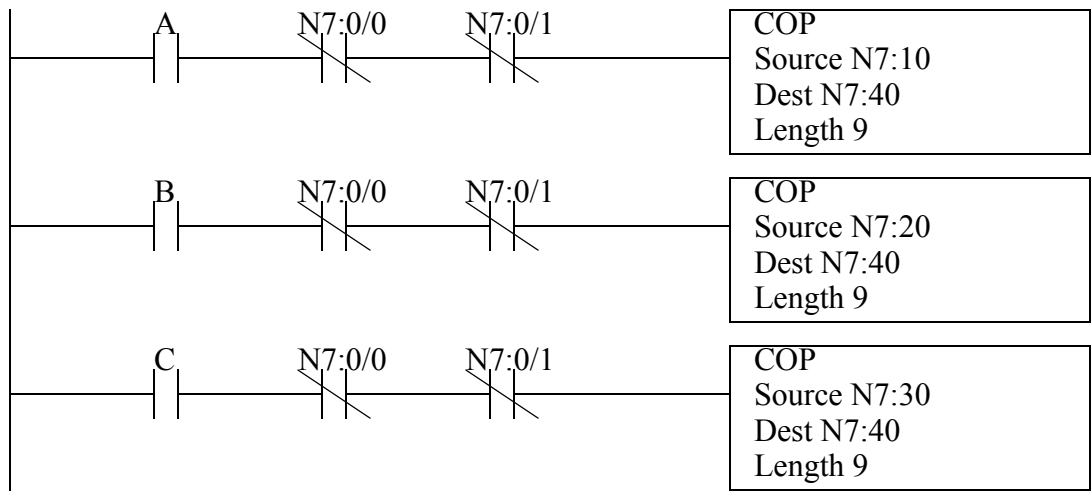 A N7:0/0 N7:0/1 COP
Source N7:10
Dest N7:40
Length 9
B N7:0/0 N7:0/1 COP
Source N7:20
Dest N7:40
Length 9
C N7:0/0 N7:0/1 COP
Source N7:30
Dest N7:40
Length 9